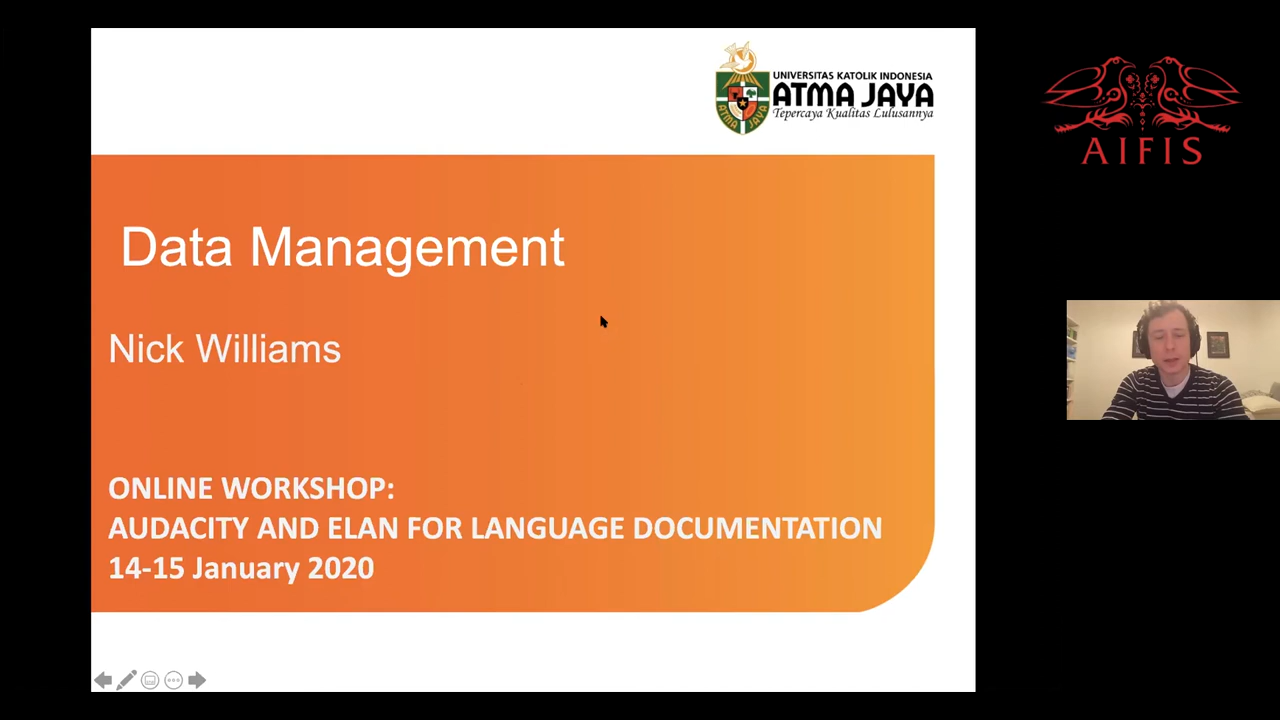 UNIVERSITAS KATOLIK INDONESIA
ATMA JAYA
Tepercaya Kualitas Lulusannya
AIFIS
Data Management
Nick Williams
ONLINE WORKSHOP:
AUDACITY AND ELAN FOR LANGUAGE DOCUMENTATION
14-15 January 2020